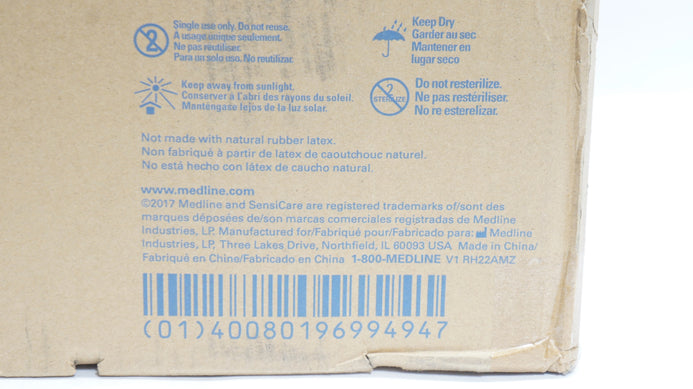 Single use only. Do not reuse.
A usage unique seulement.
Ne pas reutiliser.
Para un solo uso. No reutilizar.
Keep Dry
Garder au sec
Mantener en
lugar seco
Keep away from sunlight.
Conserver a l'abri des rayons du soleil.
Manténgase lejos de la luz solar.
2
STERILIZE
Do not resterilize.
Ne pas restériliser.
No re esterelizar.
Not made with natural rubber latex.
Non fabriqué à partir de latex de caoutchouc naturel.
No está hecho con látex de caucho natural.
www.medline.com
©2017 Medline and SensiCare are registered trademarks of/sont des
marques déposées de/son marcas comerciales registradas de Medline
Industries, LP. Manufactured for/Fabriqué pour/Fabricado para: Medline
Industries, LP, Three Lakes Drive, Northfield, IL 60093 USA Made in China/
Fabriqué en Chine/Fabricado en China 1-800-MEDLINE V1 RH22AMZ
(01)40080196994947